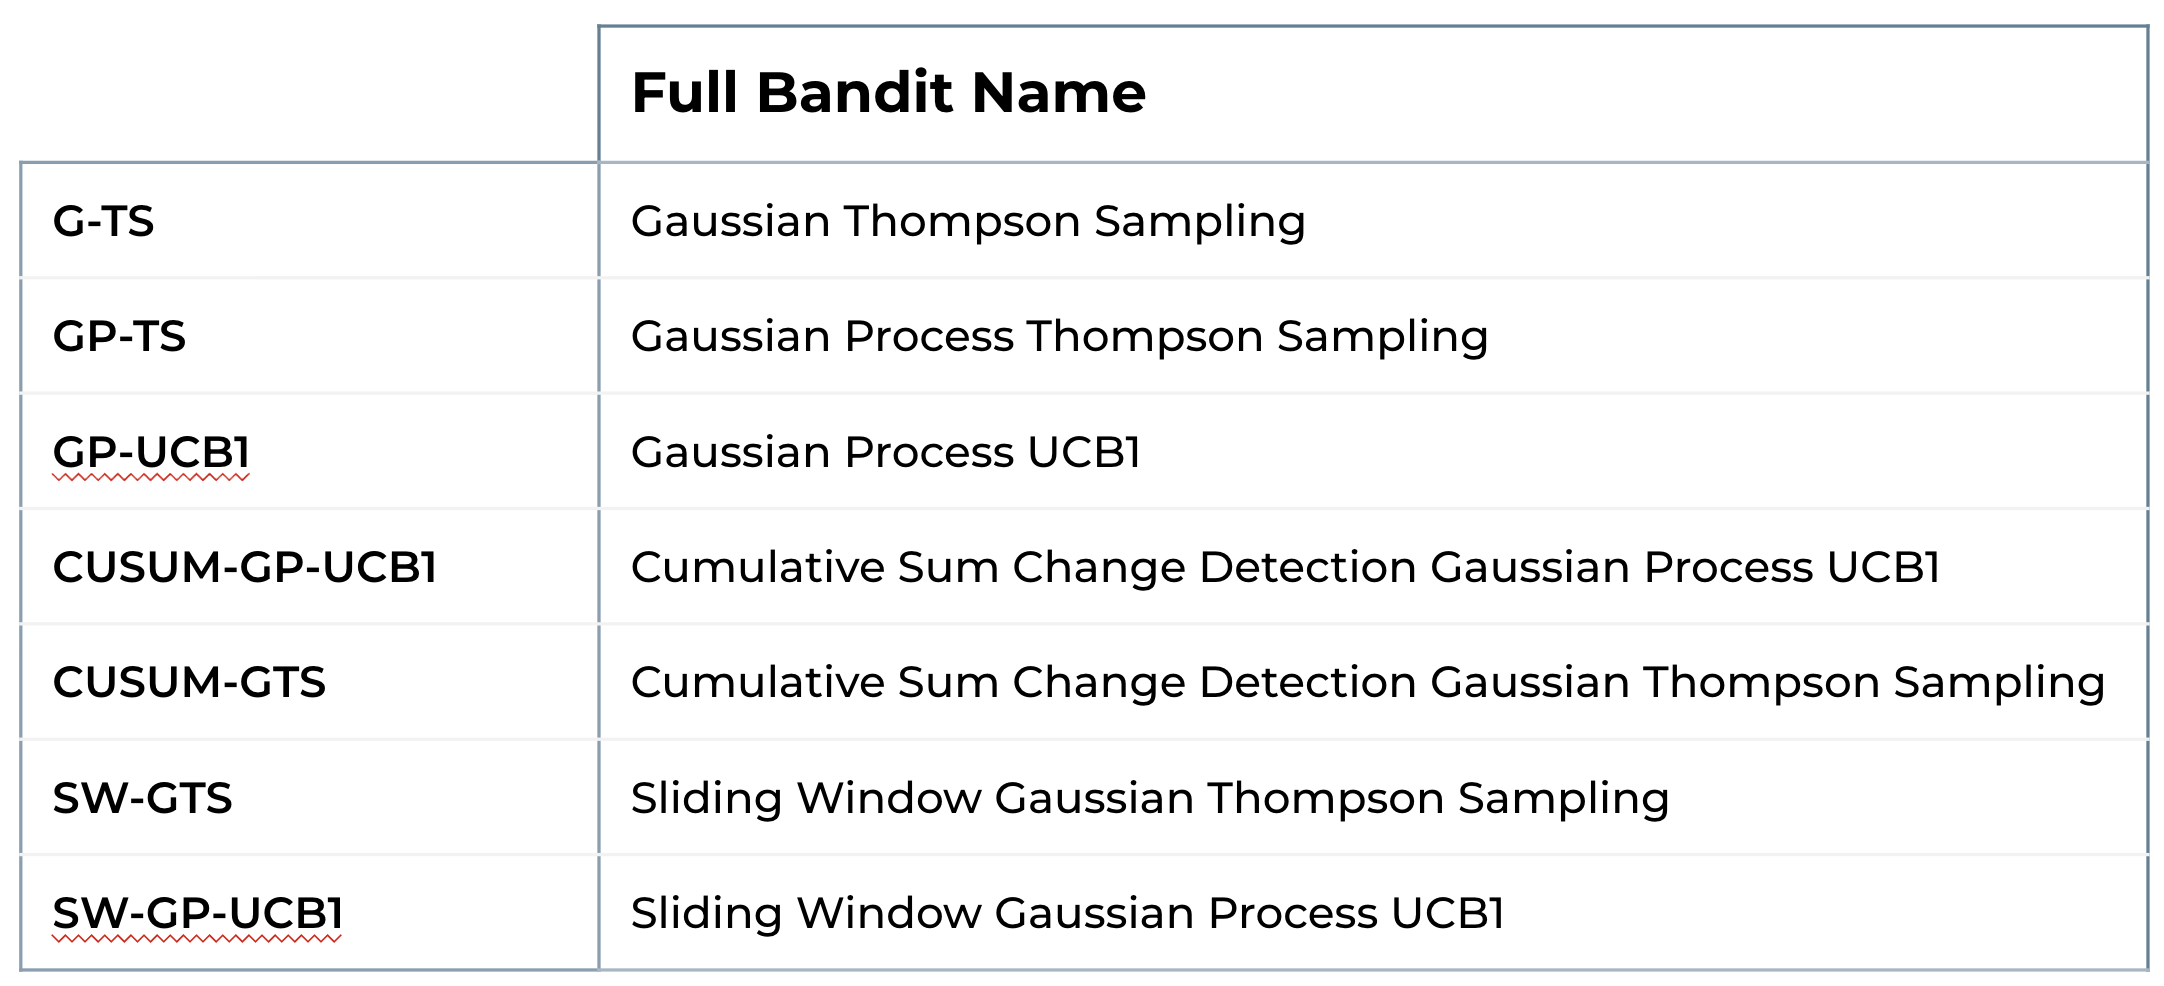 Full Bandit Name
G-TS Gaussian Thompson Sampling
GP-TS Gaussian Process Thompson Sampling
GP-UCB1 Gaussian Process UCB1
CUSUM-GP-UCB1 Cumulative Sum Change Detection Gaussian Process UCB1
CUSUM-GTS Cumulative Sum Change Detection Gaussian Thompson Sampling
SW-GTS Sliding Window Gaussian Thompson Sampling
SW-GP-UCB1 Sliding Window Gaussian Process UCB1